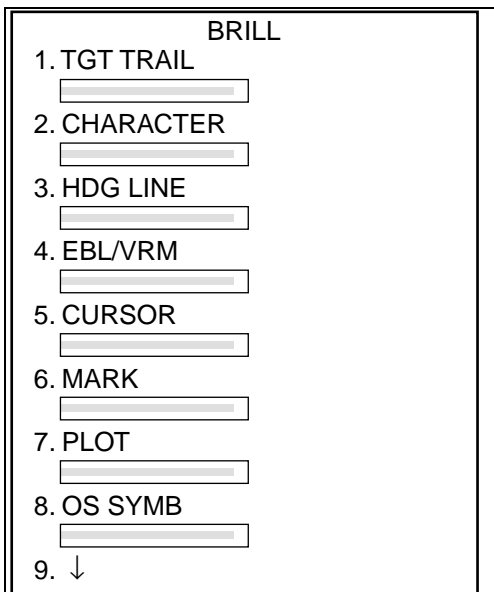 BRILL
1. TGT TRAIL
2. CHARACTER
3. HDG LINE
4. EBL/VRM
5. CURSOR
6. MARK
7. PLOT
8. OS SYMB
9. ↓